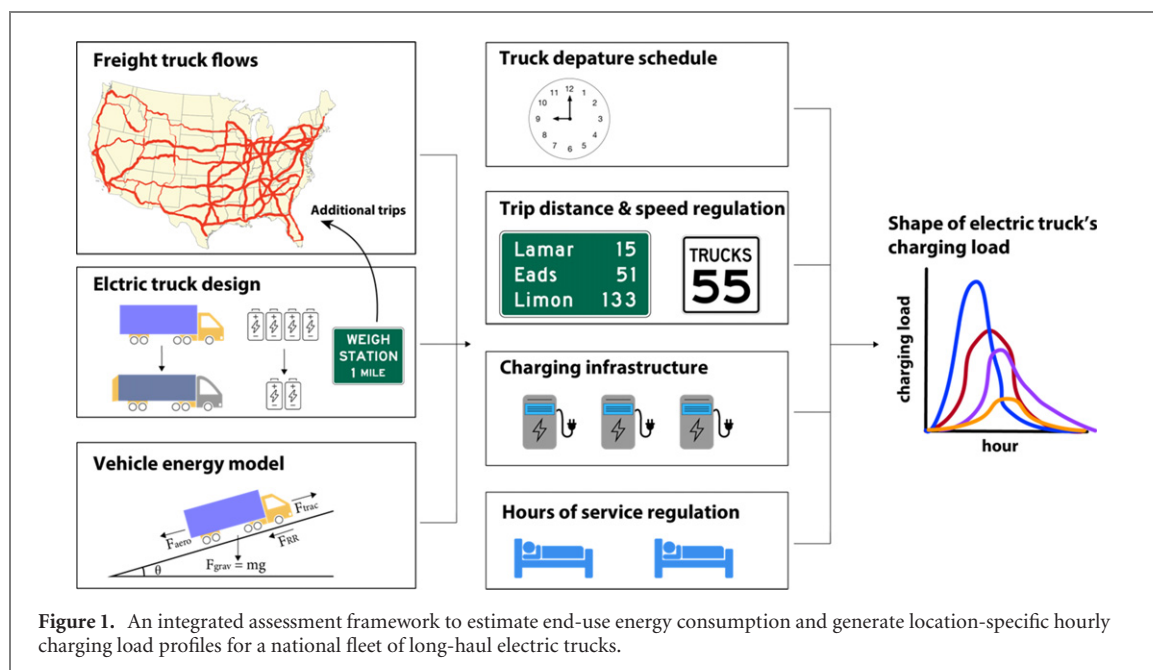 Freight truck flows
Additional trips
Elctric truck design
WEIGH
STATION
1 MILE
Vehicle energy model
F_trac
F_aero
F_RR
F_grav = mg
θ
Truck depature schedule
12
1
2
3
4
5
6
7
8
9
10
11
Trip distance & speed regulation
Lamar 15
Eads 51
Limon 133
TRUCKS
55
Charging infrastructure
Hours of service regulation
Shape of electric truck's
charging load
charging load
hour
Figure 1. An integrated assessment framework to estimate end-use energy consumption and generate location-specific hourly
charging load profiles for a national fleet of long-haul electric trucks.